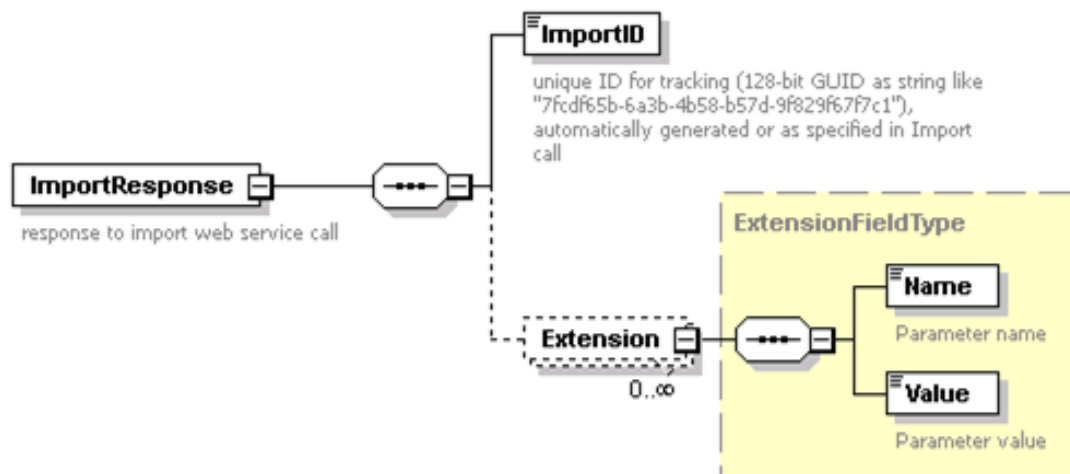 ImportID
unique ID for tracking (128-bit GUID as string like
"7fcdf65b-6a3b-4b58-b57d-9f829f67f7c1"),
automatically generated or as specified in Import
call
ImportResponse
response to import web service call
ExtensionFieldType
Name
Parameter name
Extension
0..∞
Value
Parameter value